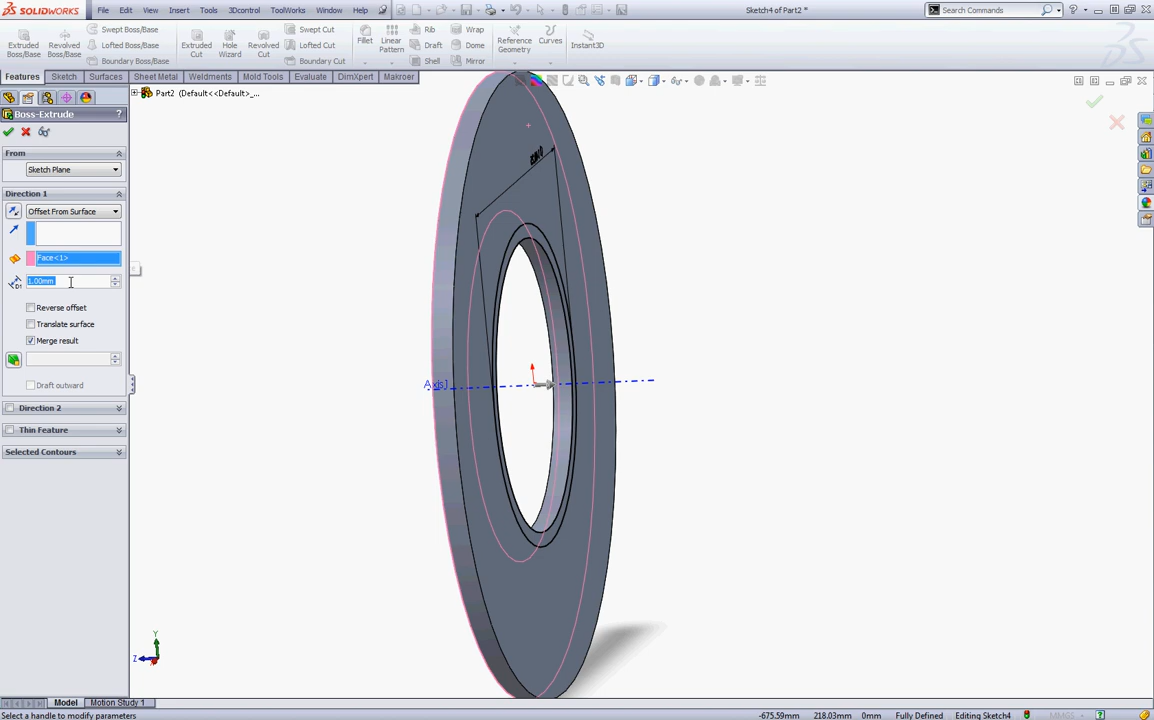 SOLIDWORKS File Edit View Insert Tools 3Dcontrol ToolWorks Window Help Sketch4 of Part2 * Search Commands ?
Extruded Boss/Base
Revolved Boss/Base
Swept Boss/Base
Lofted Boss/Base
Boundary Boss/Base
Extruded Cut
Hole Wizard
Revolved Cut
Swept Cut
Lofted Cut
Boundary Cut
Fillet
Linear Pattern
Rib
Draft
Shell
Wrap
Dome
Mirror
Reference Geometry
Curves
Instant3D
Features Sketch Surfaces Sheet Metal Weldments Mold Tools Evaluate DimXpert Makroer
Part2 (Default<<Default>_...
Boss-Extrude ?
From
Sketch Plane
Direction 1
Offset From Surface
Face<1>
D1
1.00mm
Reverse offset
Translate surface
Merge result
Draft outward
Direction 2
Thin Feature
Selected Contours
Axis1
Y
Z
Model Motion Study 1
Select a handle to modify parameters -675.59mm 218.03mm 0mm Fully Defined Editing Sketch4 MMGS ?